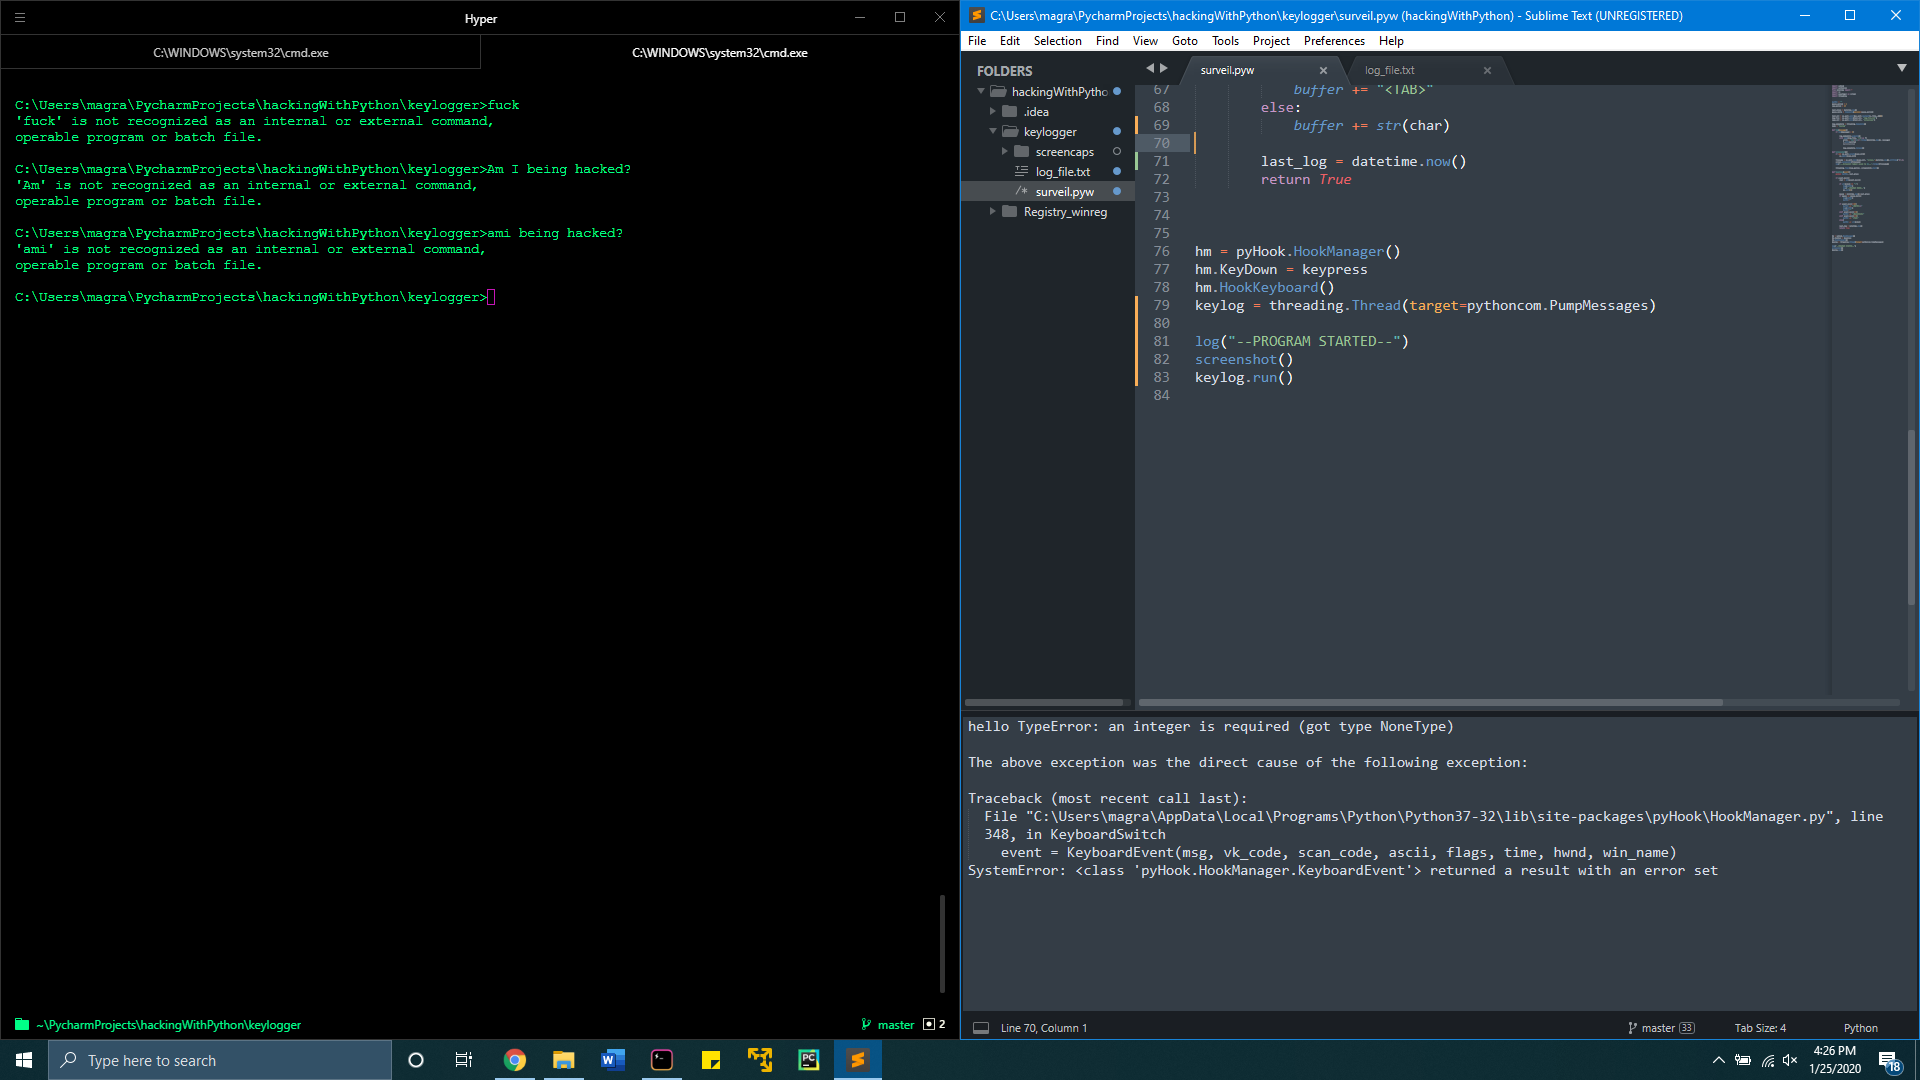 Hyper
C:\WINDOWS\system32\cmd.exe
C:\WINDOWS\system32\cmd.exe
C:\Users\magra\PycharmProjects\hackingWithPython\keylogger>fuck
'fuck' is not recognized as an internal or external command,
operable program or batch file.
C:\Users\magra\PycharmProjects\hackingWithPython\keylogger>Am I being hacked?
'Am' is not recognized as an internal or external command,
operable program or batch file.
C:\Users\magra\PycharmProjects\hackingWithPython\keylogger>ami being hacked?
'ami' is not recognized as an internal or external command,
operable program or batch file.
C:\Users\magra\PycharmProjects\hackingWithPython\keylogger>
~\PycharmProjects\hackingWithPython\keylogger
master 2
C:\Users\magra\PycharmProjects\hackingWithPython\keylogger\surveil.pyw (hackingWithPython) - Sublime Text (UNREGISTERED)
File Edit Selection Find View Goto Tools Project Preferences Help
FOLDERS
hackingWithPytho
.idea
keylogger
screencaps
log_file.txt
/* surveil.pyw
Registry_winreg
surveil.pyw
log_file.txt
67 buffer += "<TAB>"
68 else:
69 buffer += str(char)
70
71 last_log = datetime.now()
72 return True
73
74
75
76 hm = pyHook.HookManager()
77 hm.KeyDown = keypress
78 hm.HookKeyboard()
79 keylog = threading.Thread(target=pythoncom.PumpMessages)
80
81 log("--PROGRAM STARTED--")
82 screenshot()
83 keylog.run()
84
hello TypeError: an integer is required (got type NoneType)
The above exception was the direct cause of the following exception:
Traceback (most recent call last):
File "C:\Users\magra\AppData\Local\Programs\Python\Python37-32\lib\site-packages\pyHook\HookManager.py", line
348, in KeyboardSwitch
event = KeyboardEvent(msg, vk_code, scan_code, ascii, flags, time, hwnd, win_name)
SystemError: <class 'pyHook.HookManager.KeyboardEvent'> returned a result with an error set
Line 70, Column 1
master 33
Tab Size: 4
Python
Type here to search
W
PC
4:26 PM
1/25/2020
18